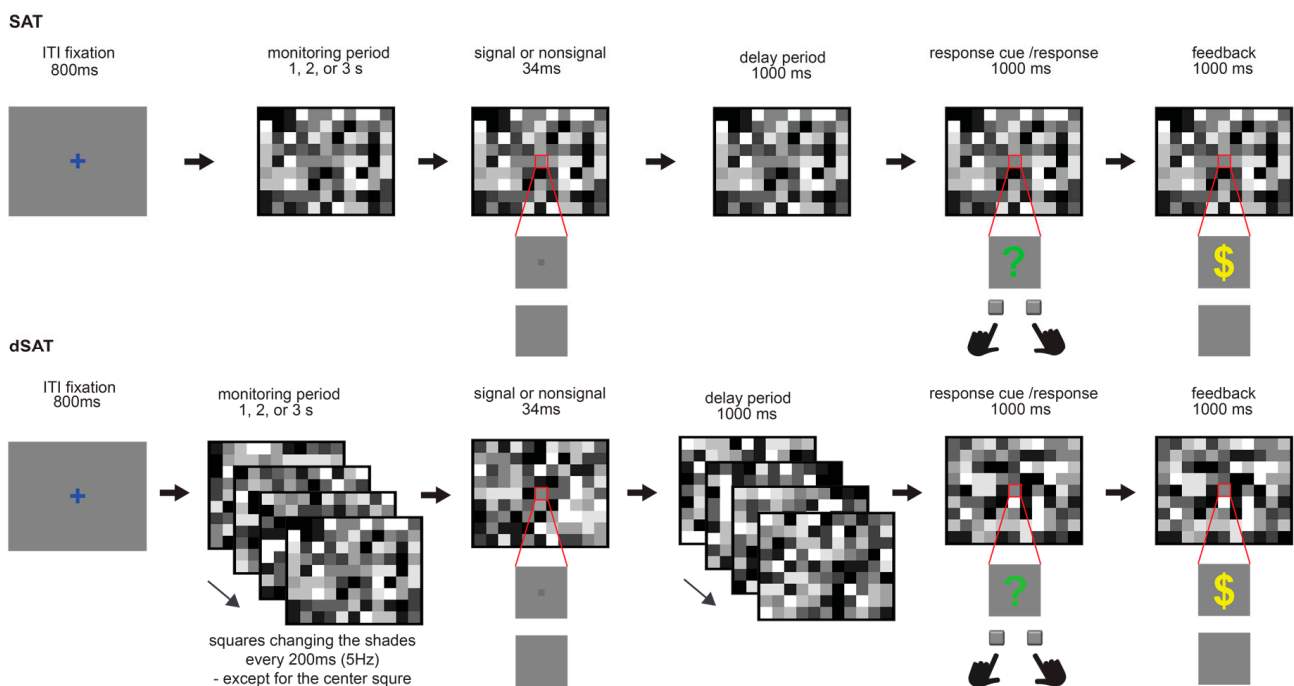 SAT
ITI fixation
800ms
monitoring period
1, 2, or 3 s
signal or nonsignal
34ms
delay period
1000 ms
response cue /response
1000 ms
feedback
1000 ms
?
$
dSAT
ITI fixation
800ms
monitoring period
1, 2, or 3 s
signal or nonsignal
34ms
delay period
1000 ms
response cue /response
1000 ms
feedback
1000 ms
?
$
squares changing the shades
every 200ms (5Hz)
- except for the center squre